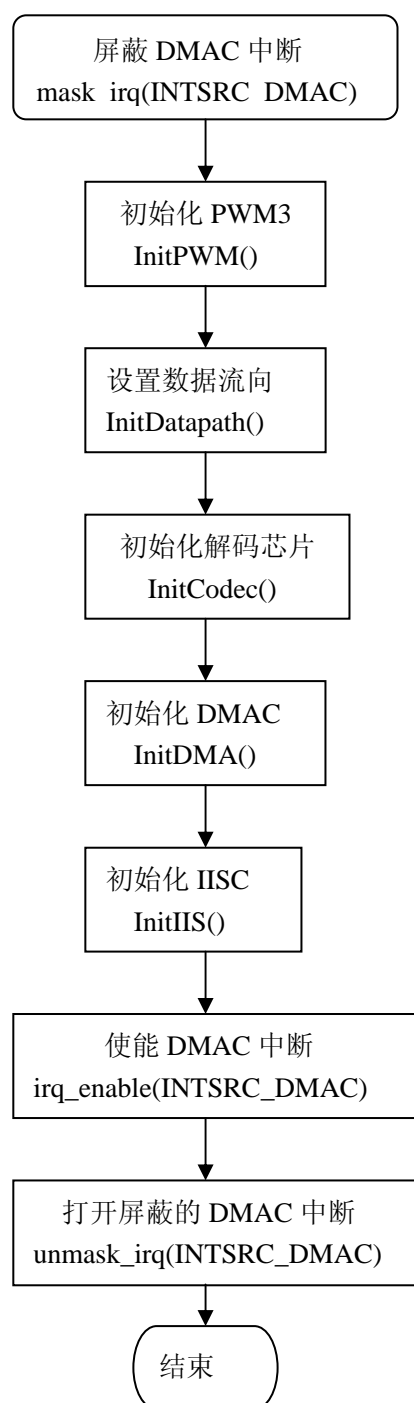 屏蔽 DMAC 中断
mask irq(INTSRC DMAC)
初始化 PWM3
InitPWM()
设置数据流向
InitDatapath()
初始化解码芯片
InitCodec()
初始化 DMAC
InitDMA()
初始化 IISC
InitIIS()
使能 DMAC 中断
irq_enable(INTSRC_DMAC)
打开屏蔽的 DMAC 中断
unmask_irq(INTSRC_DMAC)
结束